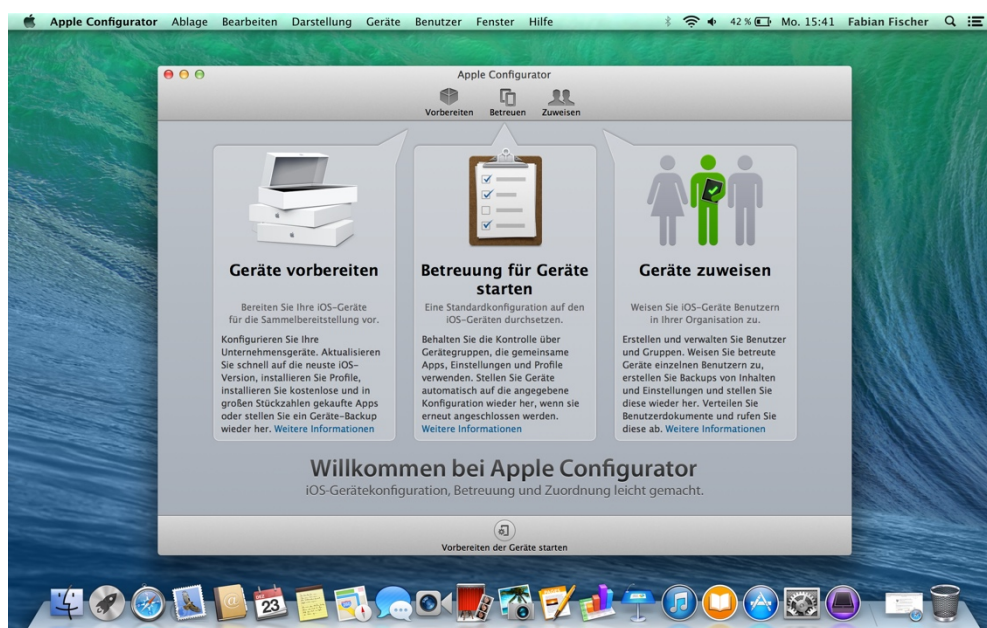 Apple Configurator Ablage Bearbeiten Darstellung Geräte Benutzer Fenster Hilfe 42 % Mo. 15:41 Fabian Fischer
Apple Configurator
Vorbereiten Betreuen Zuweisen
Geräte vorbereiten
Bereiten Sie Ihre iOS-Geräte
für die Sammelbereitstellung vor.
Konfigurieren Sie Ihre
Unternehmensgeräte. Aktualisieren
Sie schnell auf die neuste iOS-
Version, installieren Sie Profile,
installieren Sie kostenlose und in
großen Stückzahlen gekaufte Apps
oder stellen Sie ein Geräte-Backup
wieder her. Weitere Informationen
Betreuung für Geräte
starten
Eine Standardkonfiguration auf den
iOS-Geräten durchsetzen.
Behalten Sie die Kontrolle über
Gerätegruppen, die gemeinsame
Apps, Einstellungen und Profile
verwenden. Stellen Sie Geräte
automatisch auf die angegebene
Konfiguration wieder her, wenn sie
erneut angeschlossen werden.
Weitere Informationen
Geräte zuweisen
Weisen Sie iOS-Geräte Benutzern
in Ihrer Organisation zu.
Erstellen und verwalten Sie Benutzer
und Gruppen. Weisen Sie betreute
Geräte einzelnen Benutzern zu,
erstellen Sie Backups von Inhalten
und Einstellungen und stellen Sie
diese wieder her. Verteilen Sie
Benutzerdokumente und rufen Sie
diese ab. Weitere Informationen
Willkommen bei Apple Configurator
iOS-Gerätekonfiguration, Betreuung und Zuordnung leicht gemacht.
Vorbereiten der Geräte starten
23